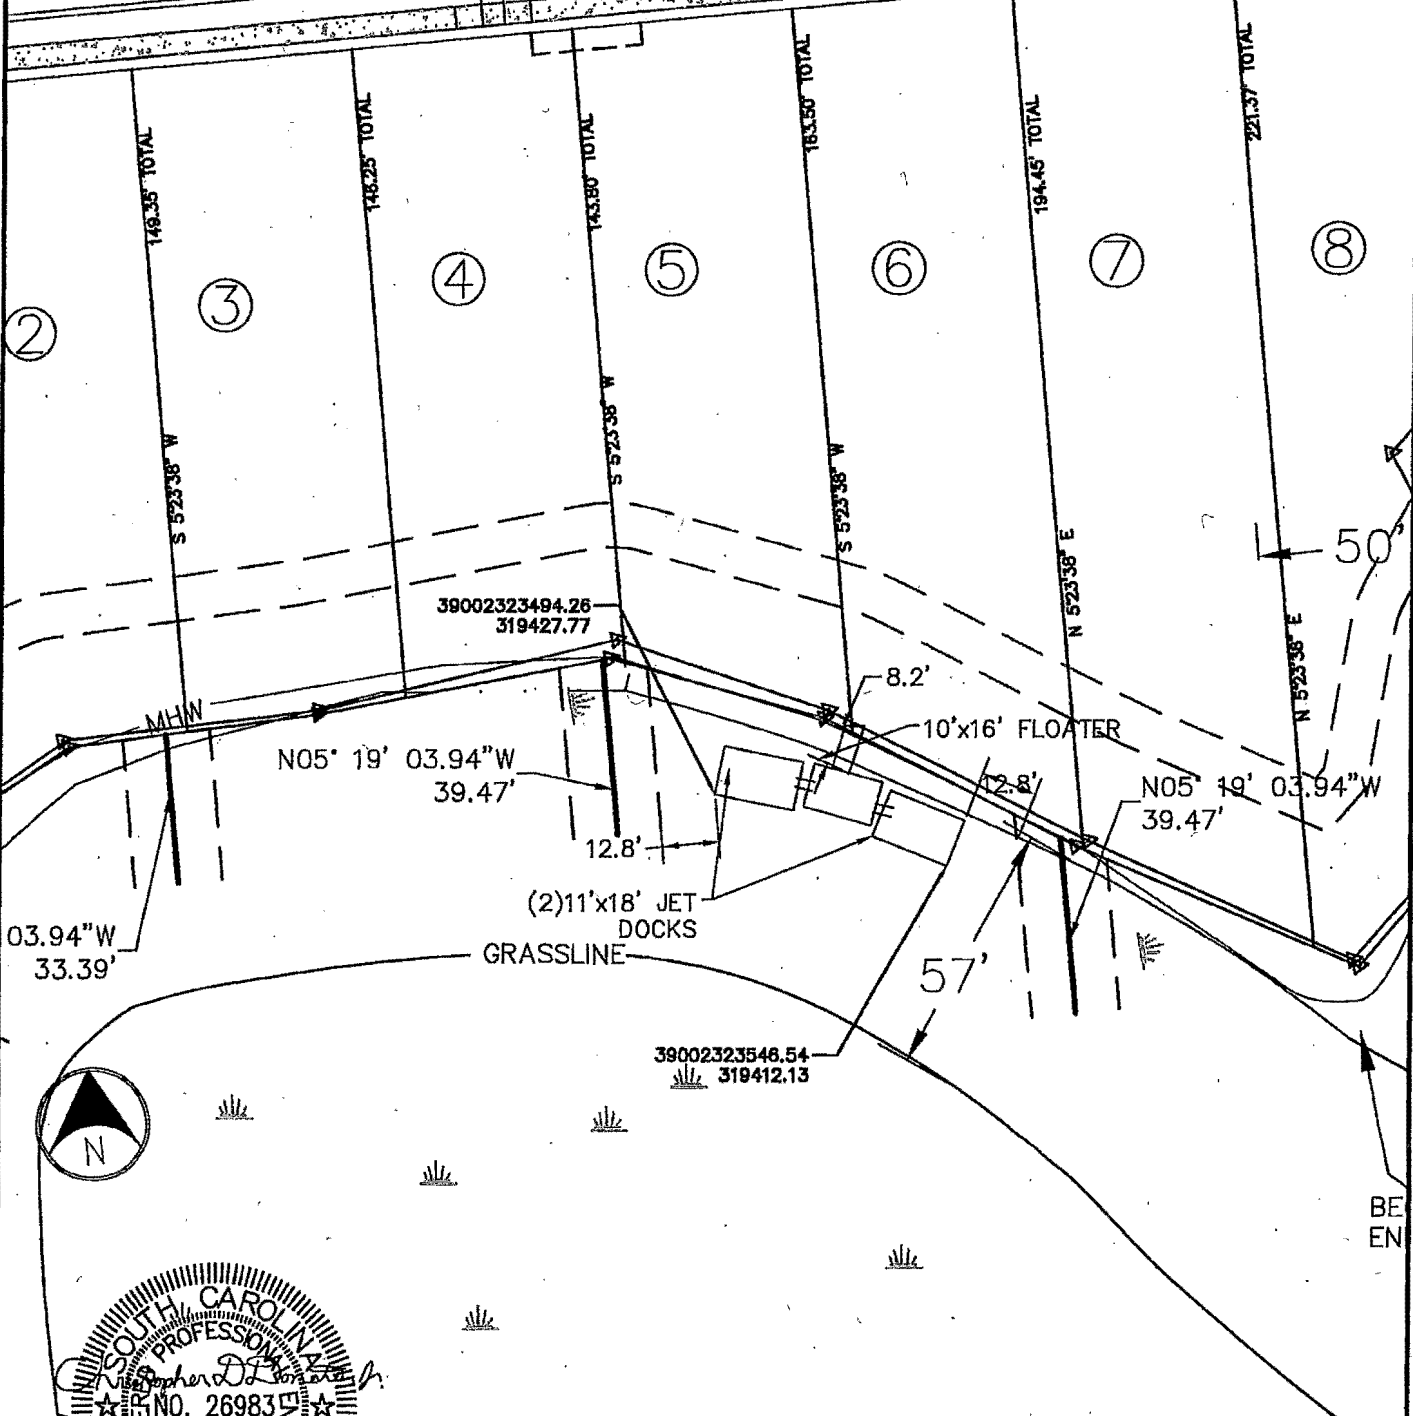 149.35' TOTAL
146.25' TOTAL
143.80' TOTAL
163.50' TOTAL
194.45' TOTAL
221.37' TOTAL
2
3
4
5
6
7
8
S 5°23'38" W
S 5°23'38" W
S 5°23'38" W
N 5°23'38" E
N 5°23'38" E
50'
39002323494.26
319427.77
8.2'
MHW
10'x16' FLOATER
N05° 19' 03.94"W
39.47'
12.8'
N05° 19' 03.94"W
39.47'
12.8'
(2)11'x18' JET
DOCKS
03.94"W
33.39'
GRASSLINE
57'
39002323546.54
319412.13
N
BE
EN
SOUTH CAROLINA
PROFESSIONAL
NO. 26983